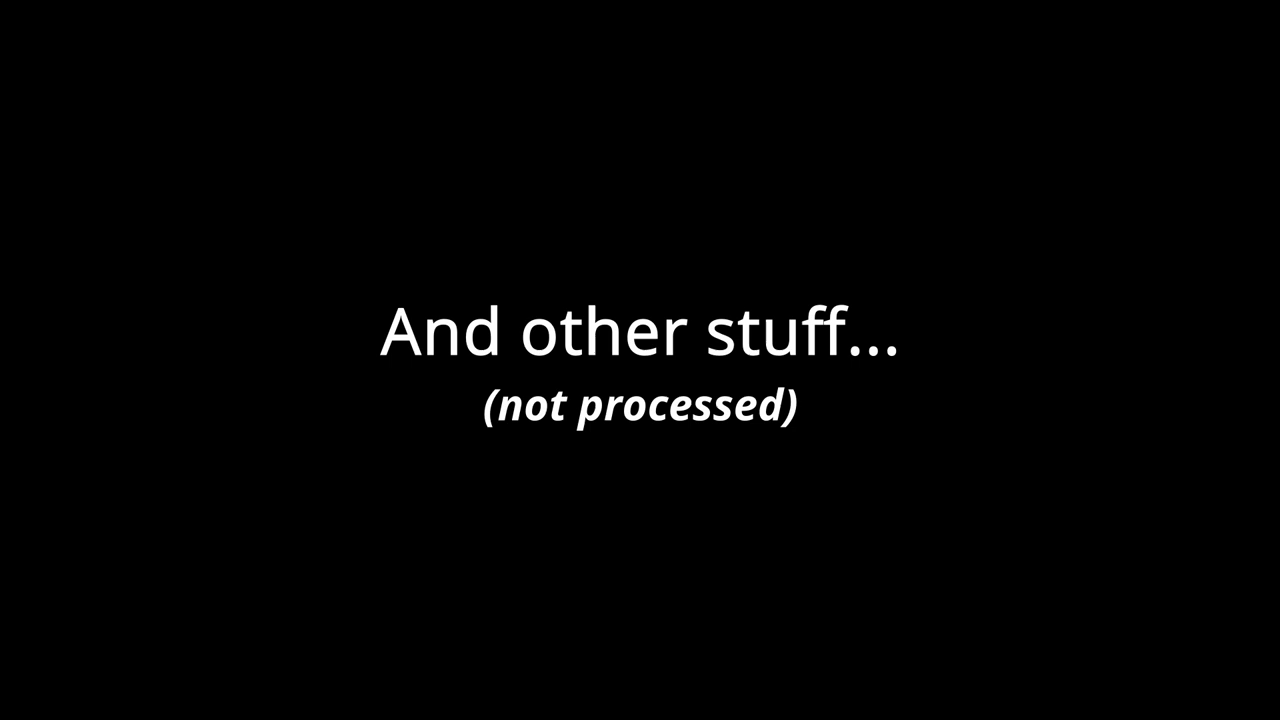 And other stuff...
(not processed)